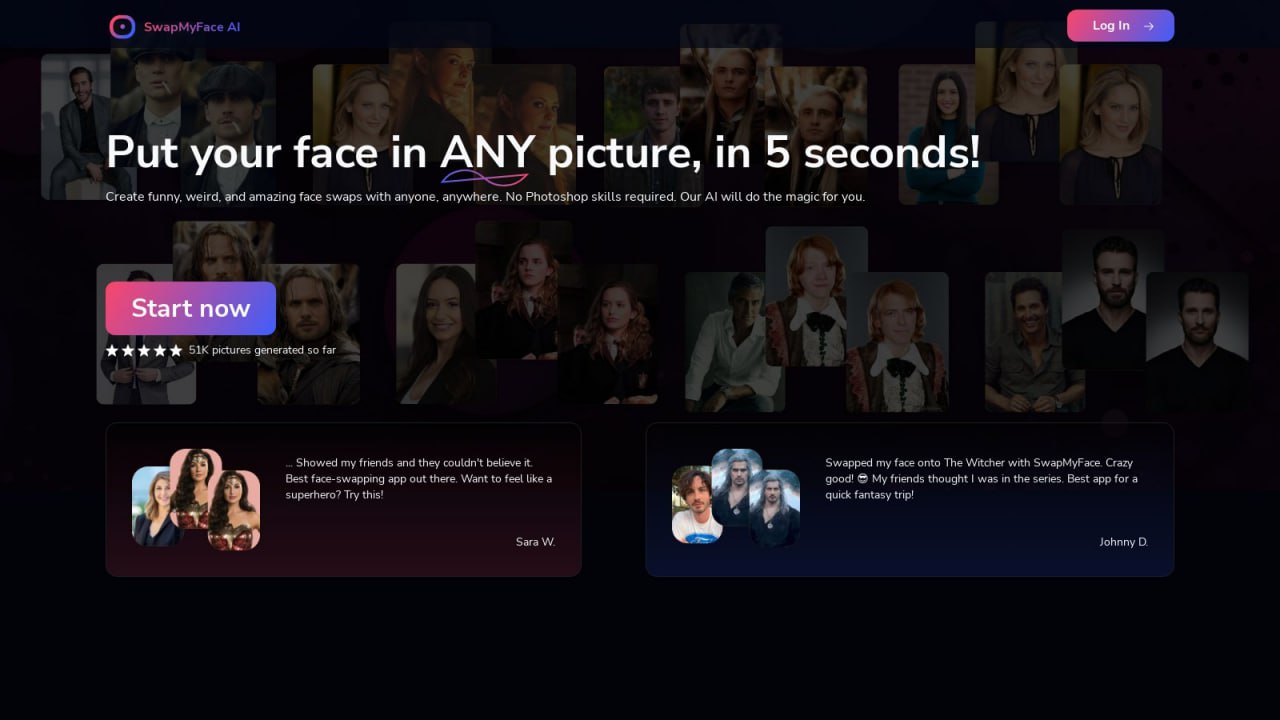 SwapMyFace AI
Log In →
Put your face in ANY picture, in 5 seconds!
Create funny, weird, and amazing face swaps with anyone, anywhere. No Photoshop skills required. Our AI will do the magic for you.
Start now
51K pictures generated so far
... Showed my friends and they couldn't believe it.
Best face-swapping app out there. Want to feel like a
superhero? Try this!
Sara W.
Swapped my face onto The Witcher with SwapMyFace. Crazy
good! 😎 My friends thought I was in the series. Best app for a
quick fantasy trip!
Johnny D.